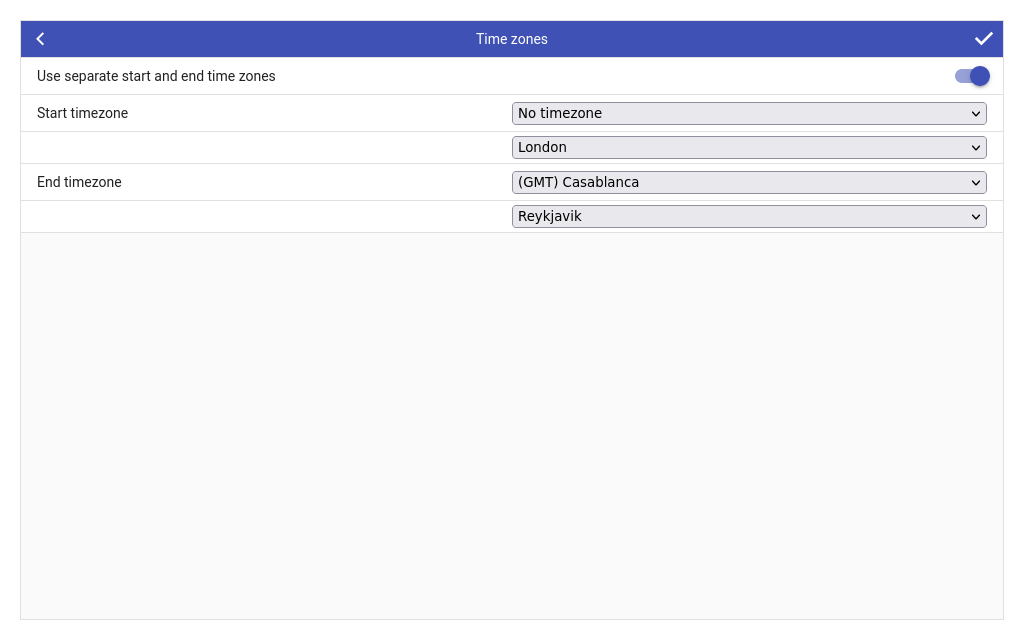 Time zones
Use separate start and end time zones
Start timezone
No timezone
London
End timezone
(GMT) Casablanca
Reykjavik